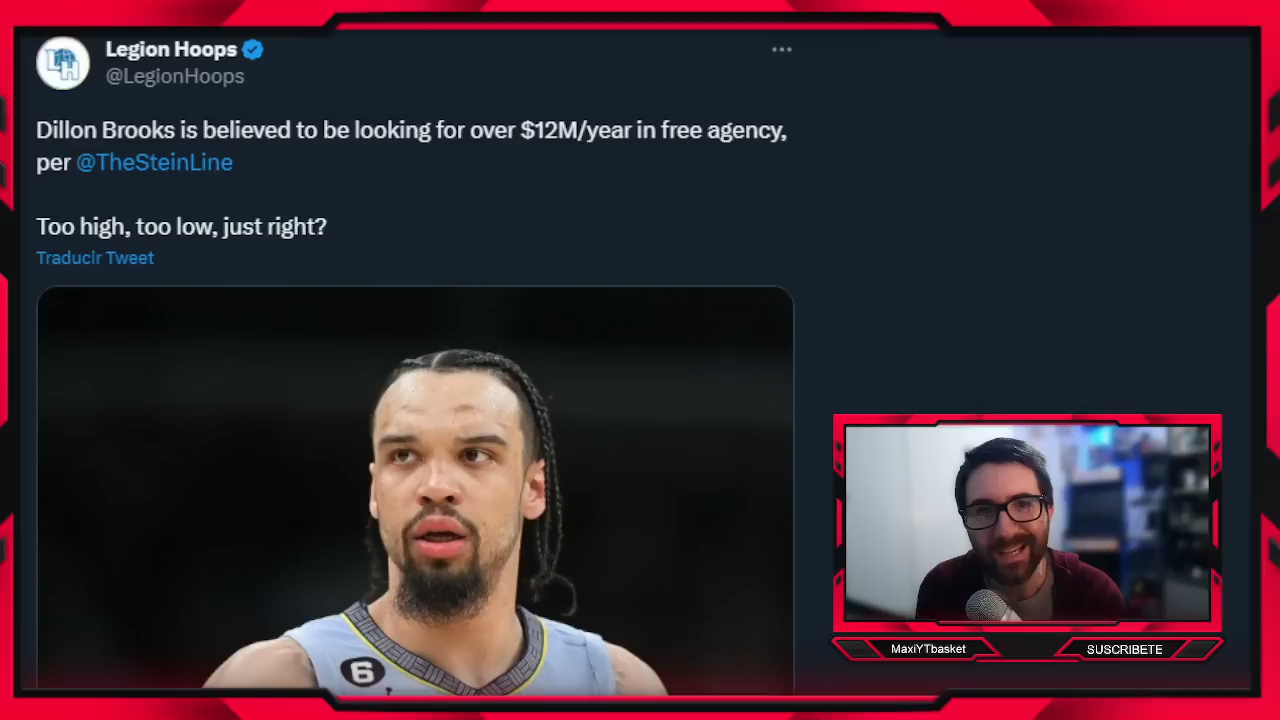 Legion Hoops
@LegionHoops
Dillon Brooks is believed to be looking for over $12M/year in free agency,
per @TheSteinLine
Too high, too low, just right?
Traducir Tweet
6
MaxiYTbasket
SUSCRIBETE